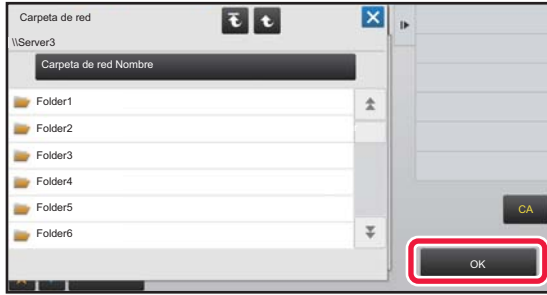 Carpeta de red
\\Server3
Carpeta de red Nombre
Folder1
Folder2
Folder3
Folder4
Folder5
Folder6
CA
OK